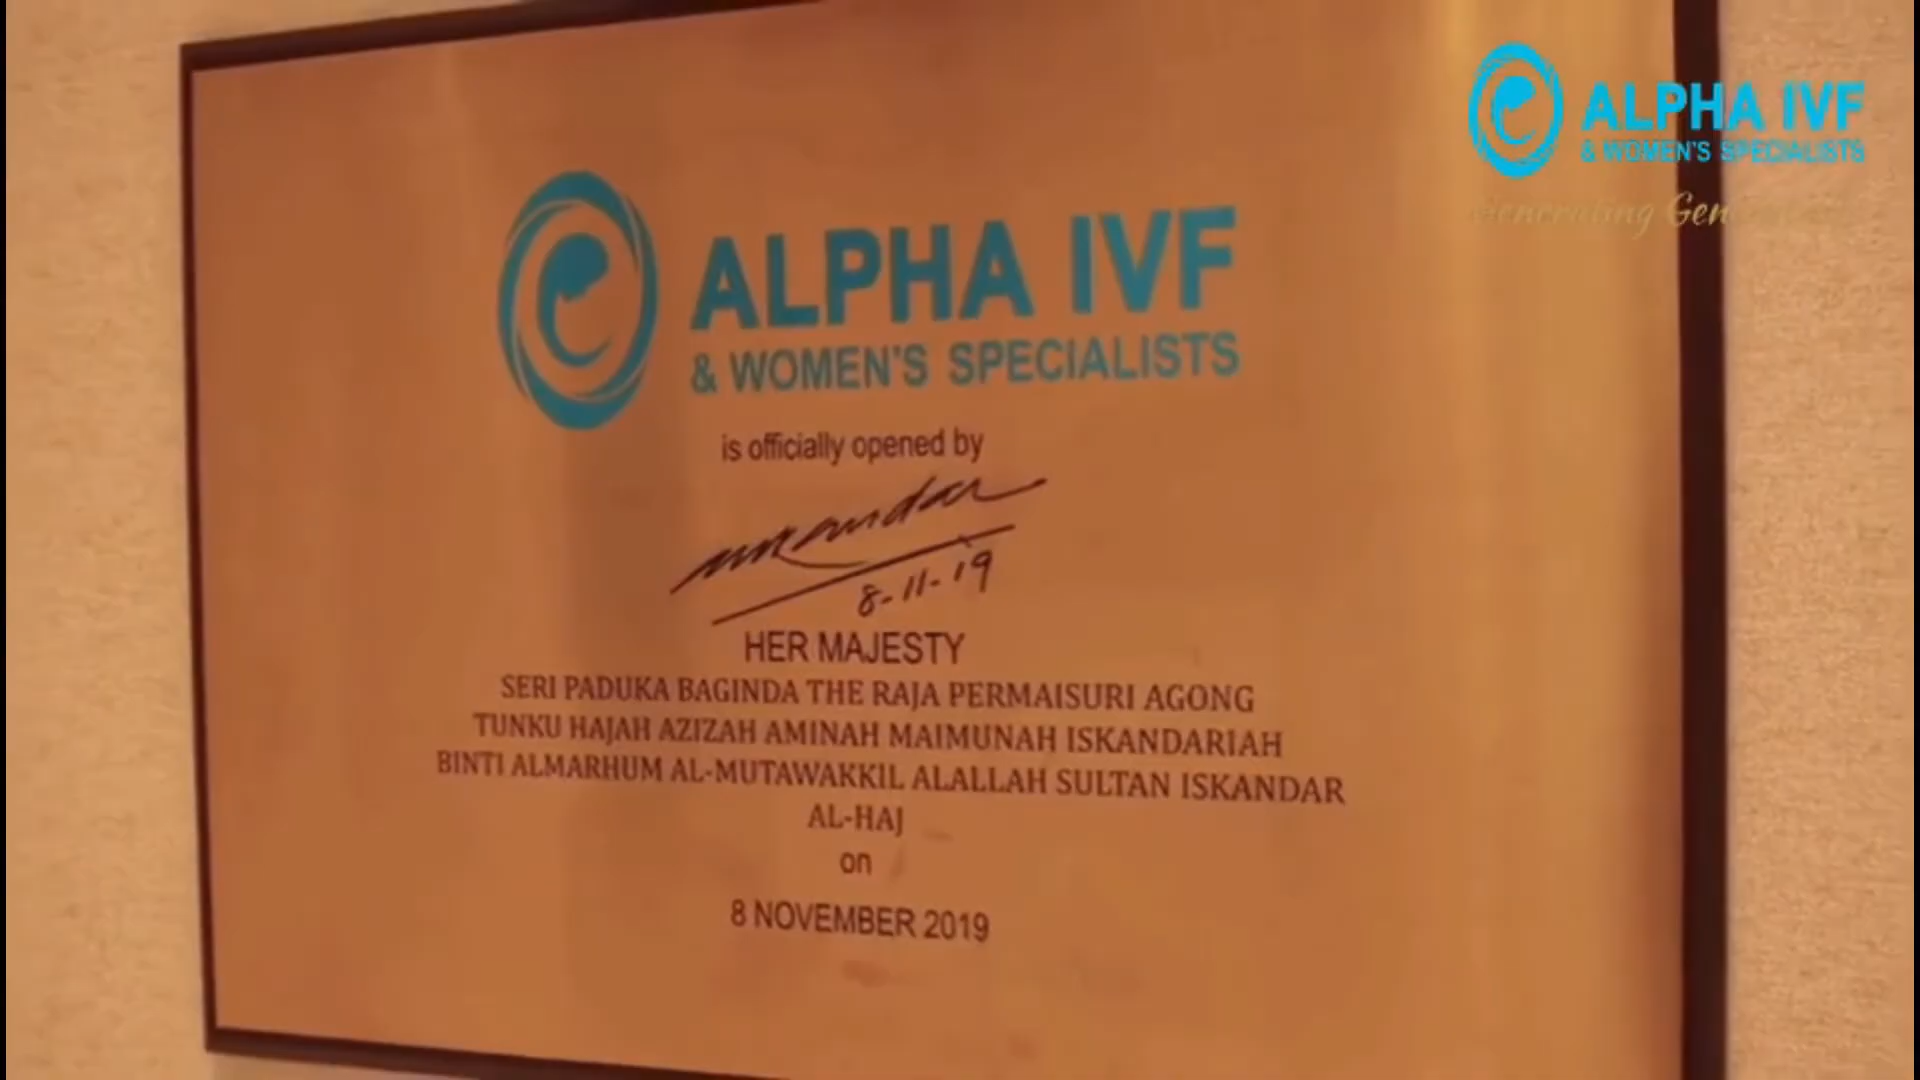 ALPHA IVF
& WOMEN'S SPECIALISTS
ALPHA IVF
& WOMEN'S SPECIALISTS
is officially opened by
8-11-19
HER MAJESTY
SERI PADUKA BAGINDA THE RAJA PERMAISURI AGONG
TUNKU HAJAH AZIZAH AMINAH MAIMUNAH ISKANDARIAH
BINTI ALMARHUM AL-MUTAWAKKIL ALALLAH SULTAN ISKANDAR
AL-HAJ
on
8 NOVEMBER 2019